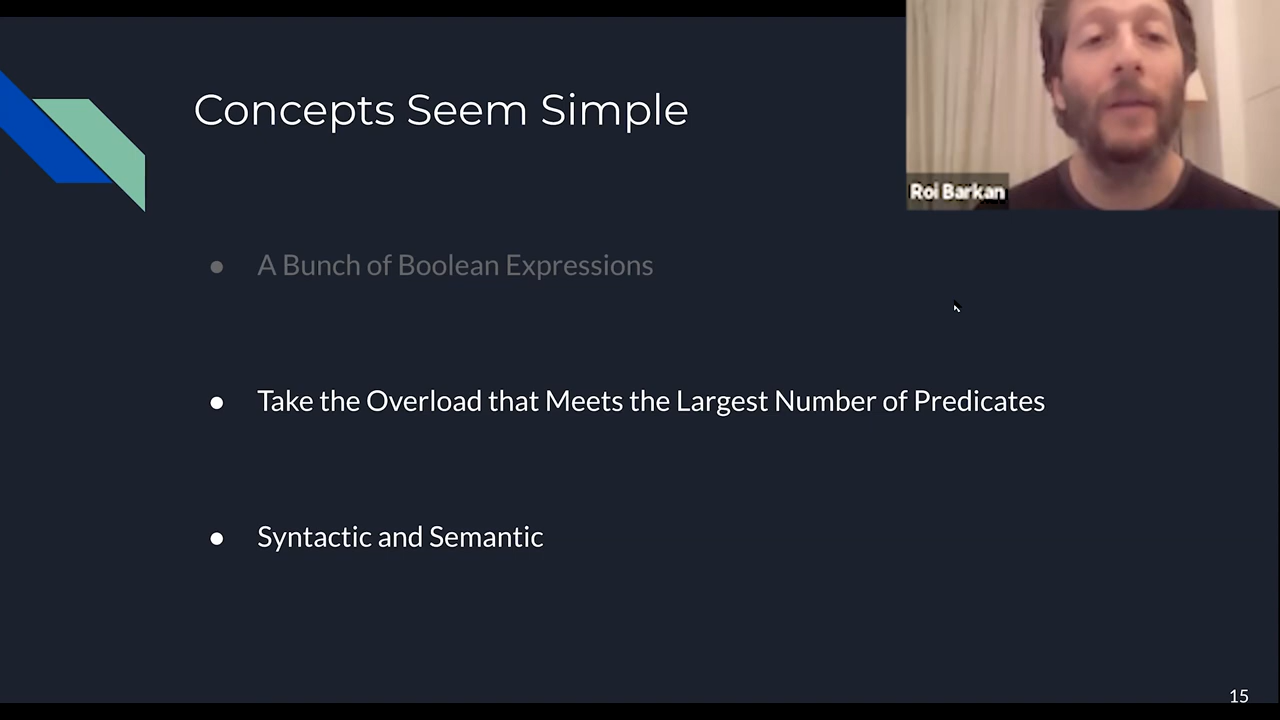 Concepts Seem Simple
Roi Barkan
● A Bunch of Boolean Expressions
● Take the Overload that Meets the Largest Number of Predicates
● Syntactic and Semantic
15